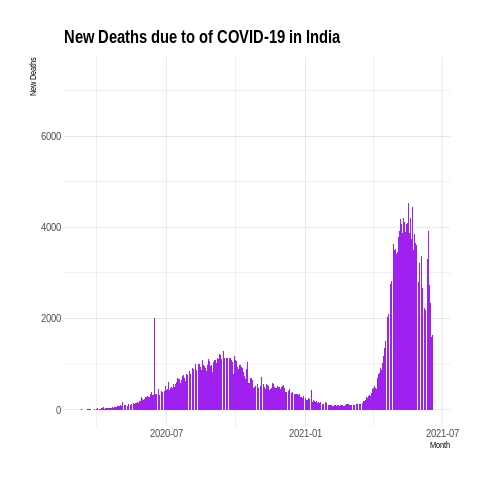 New Deaths due to of COVID-19 in India
New Deaths
6000
4000
2000
0
2020-07
2021-01
2021-07
Month